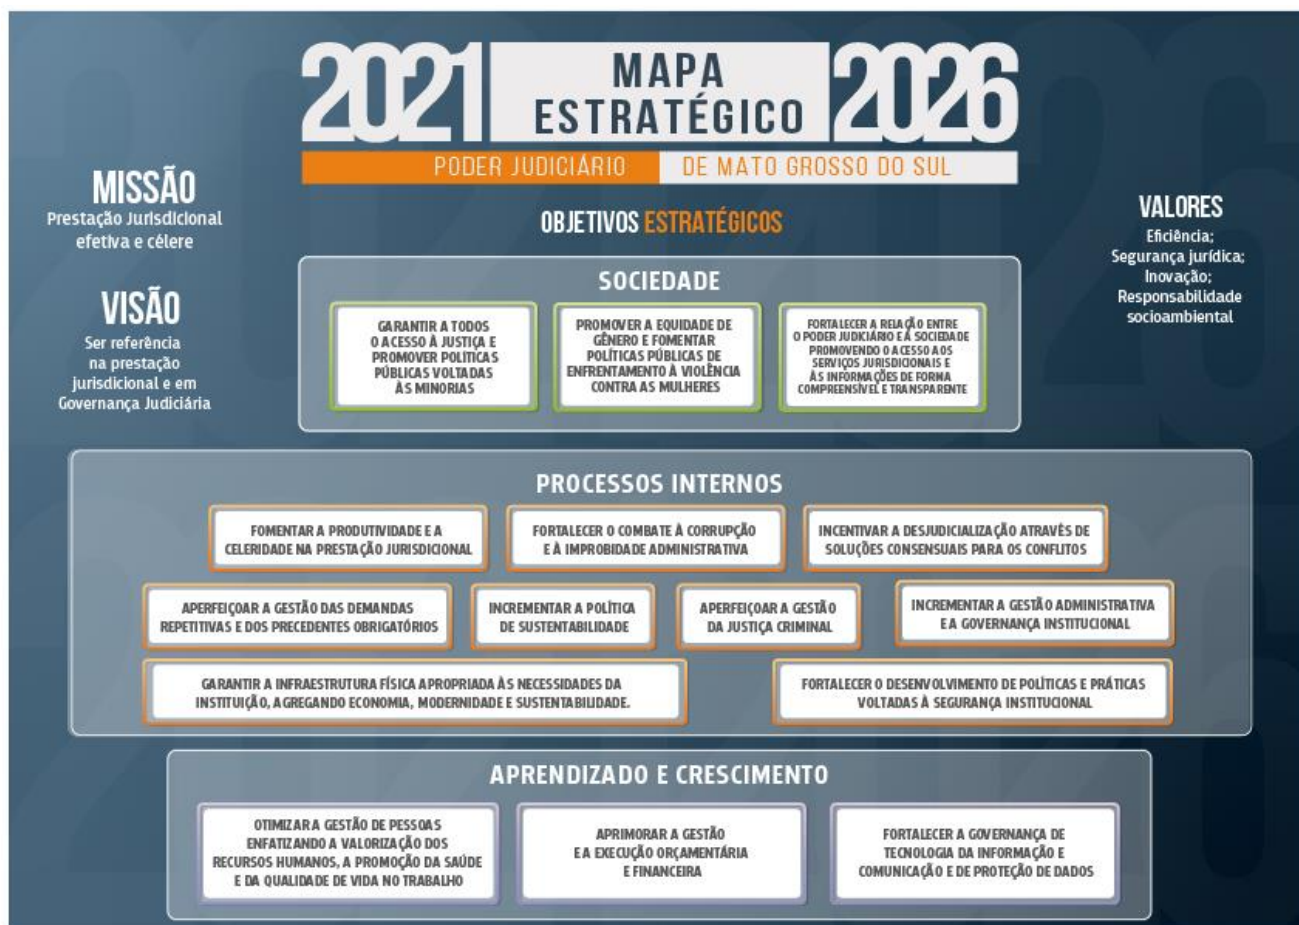 2021 MAPA ESTRATÉGICO 2026
PODER JUDICIÁRIO DE MATO GROSSO DO SUL
MISSÃO
Prestação Jurisdicional
efetiva e célere
VISÃO
Ser referência
na prestação
jurisdicional e em
Governança Judiciária
VALORES
Eficiência;
Segurança jurídica;
Inovação;
Responsabilidade
socioambiental
OBJETIVOS ESTRATÉGICOS
SOCIEDADE
GARANTIR A TODOS
O ACESSO À JUSTIÇA E
PROMOVER POLÍTICAS
PÚBLICAS VOLTADAS
ÀS MINORIAS
PROMOVER A EQUIDADE DE
GÊNERO E FOMENTAR
POLÍTICAS PÚBLICAS DE
ENFRENTAMENTO À VIOLÊNCIA
CONTRA AS MULHERES
FORTALECER A RELAÇÃO ENTRE
O PODER JUDICIÁRIO E A SOCIEDADE
PROMOVENDO O ACESSO AOS
SERVIÇOS JURISDICIONAIS E
ÀS INFORMAÇÕES DE FORMA
COMPREENSÍVEL E TRANSPARENTE
PROCESSOS INTERNOS
FOMENTAR A PRODUTIVIDADE E A
CELERIDADE NA PRESTAÇÃO JURISDICIONAL
FORTALECER O COMBATE À CORRUPÇÃO
E À IMPROBIDADE ADMINISTRATIVA
INCENTIVAR A DESJUDICIALIZAÇÃO ATRAVÉS DE
SOLUÇÕES CONSENSUAIS PARA OS CONFLITOS
APERFEIÇOAR A GESTÃO DAS DEMANDAS
REPETITIVAS E DOS PRECEDENTES OBRIGATÓRIOS
INCREMENTAR A POLÍTICA
DE SUSTENTABILIDADE
APERFEIÇOAR A GESTÃO
DA JUSTIÇA CRIMINAL
INCREMENTAR A GESTÃO ADMINISTRATIVA
E A GOVERNANÇA INSTITUCIONAL
GARANTIR A INFRAESTRUTURA FÍSICA APROPRIADA ÀS NECESSIDADES DA
INSTITUIÇÃO, AGREGANDO ECONOMIA, MODERNIDADE E SUSTENTABILIDADE.
FORTALECER O DESENVOLVIMENTO DE POLÍTICAS E PRÁTICAS
VOLTADAS À SEGURANÇA INSTITUCIONAL
APRENDIZADO E CRESCIMENTO
OTIMIZAR A GESTÃO DE PESSOAS
ENFATIZANDO A VALORIZAÇÃO DOS
RECURSOS HUMANOS, A PROMOÇÃO DA SAÚDE
E DA QUALIDADE DE VIDA NO TRABALHO
APRIMORAR A GESTÃO
E A EXECUÇÃO ORÇAMENTÁRIA
E FINANCEIRA
FORTALECER A GOVERNANÇA DE
TECNOLOGIA DA INFORMAÇÃO E
COMUNICAÇÃO E DE PROTEÇÃO DE DADOS